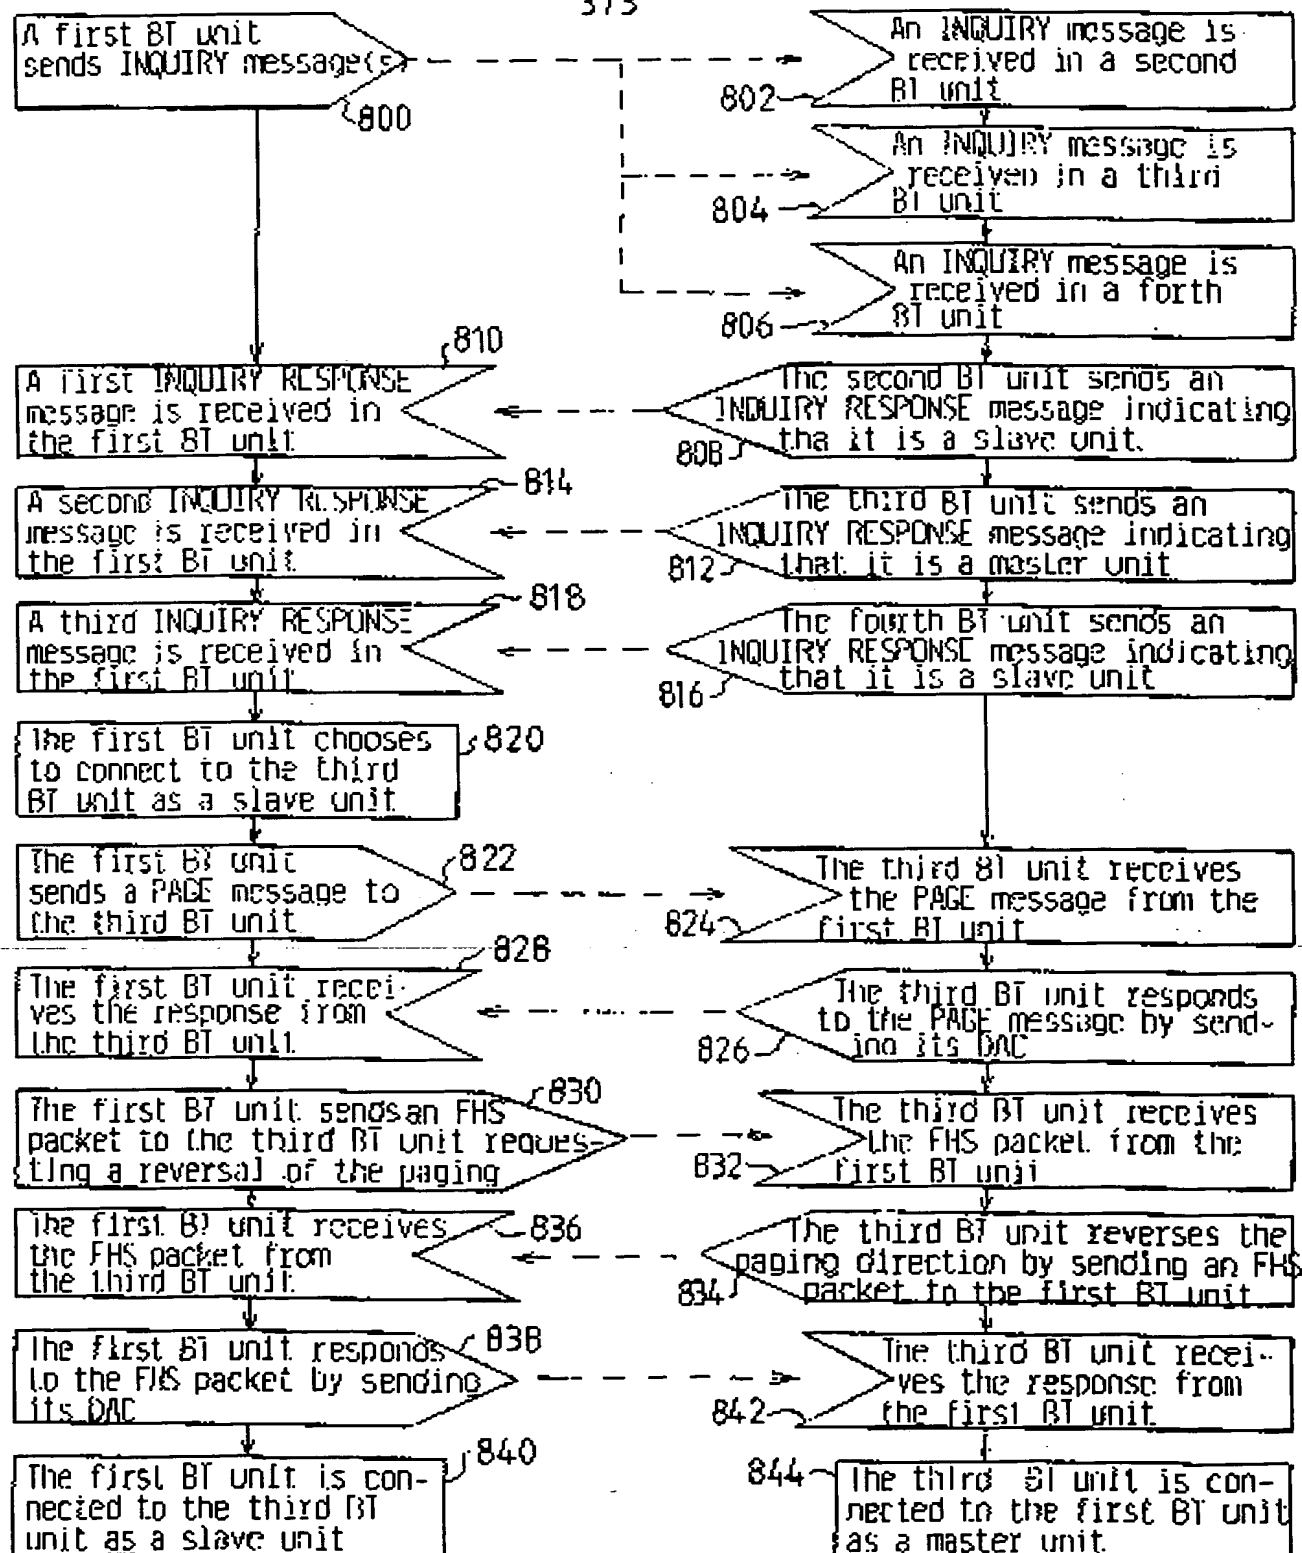 373
A first BT unit
sends INQUIRY message(s)
800
An INQUIRY message is
received in a second
BT unit
802
An INQUIRY message is
received in a third
BT unit
804
An INQUIRY message is
received in a forth
BT unit
806
810
A first INQUIRY RESPONSE
message is received in
the first BT unit
The second BT unit sends an
INQUIRY RESPONSE message indicating
tha it is a slave unit.
808
814
A second INQUIRY RESPONSE
message is received in
the first BT unit
The third BT unit sends an
INQUIRY RESPONSE message indicating
that it is a master unit
812
818
A third INQUIRY RESPONSE
message is received in
the first BT unit
The fourth BT unit sends an
INQUIRY RESPONSE message indicating
that it is a slave unit
816
The first BT unit chooses
to connect to the third
BT unit as a slave unit
820
The first BT unit
sends a PAGE message to
the third BT unit
822
The third BT unit receives
the PAGE message from the
first BT unit
824
828
The first BT unit recei-
ves the response from
the third BT unit
The third BT unit responds
to the PAGE message by send-
ing its DAC
826
830
The first BT unit sends an FHS
packet to the third BT unit reques-
ting a reversal of the paging
The third BT unit receives
the FHS packet from the
first BT unit
832
The first BT unit receives
the FHS packet from
the third BT unit
836
The third BT unit reverses the
paging direction by sending an FHS
packet to the first BT unit
834
The first BT unit responds
to the FHS packet by sending
its DAC
838
The third BT unit recei-
ves the response from
the first BT unit
842
The first BT unit is con-
nected to the third BT
unit as a slave unit
840
844
The third BT unit is con-
nected to the first BT unit
as a master unit